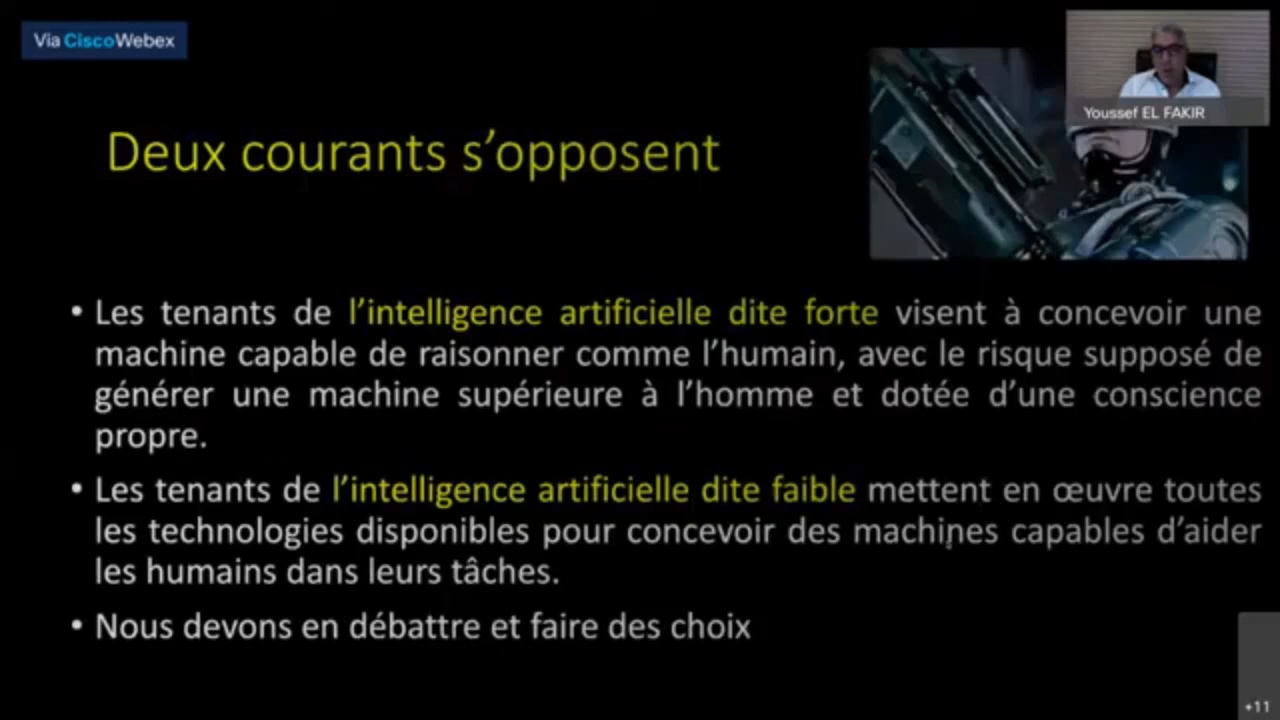 Via CiscoWebex
Youssef EL FAKIR
Deux courants s’opposent
• Les tenants de l’intelligence artificielle dite forte visent à concevoir une
machine capable de raisonner comme l’humain, avec le risque supposé de
générer une machine supérieure à l’homme et dotée d’une conscience
propre.
• Les tenants de l’intelligence artificielle dite faible mettent en œuvre toutes
les technologies disponibles pour concevoir des machines capables d’aider
les humains dans leurs tâches.
• Nous devons en débattre et faire des choix
+11